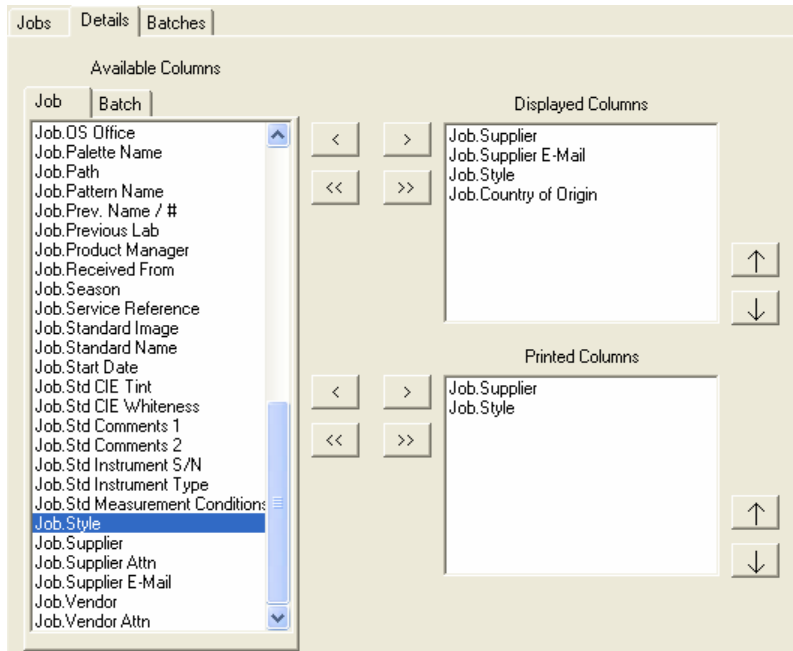 Jobs Details Batches
Available Columns
Job Batch
Job.OS Office
Job.Palette Name
Job.Path
Job.Pattern Name
Job.Prev. Name / #
Job.Previous Lab
Job.Product Manager
Job.Received From
Job.Season
Job.Service Reference
Job.Standard Image
Job.Standard Name
Job.Start Date
Job.Std CIE Tint
Job.Std CIE Whiteness
Job.Std Comments 1
Job.Std Comments 2
Job.Std Instrument S/N
Job.Std Instrument Type
Job.Std Measurement Conditions
Job.Style
Job.Supplier
Job.Supplier Attn
Job.Supplier E-Mail
Job.Vendor
Job.Vendor Attn
< >
<< >>
Displayed Columns
Job.Supplier
Job.Supplier E-Mail
Job.Style
Job.Country of Origin
↑
↓
< >
<< >>
Printed Columns
Job.Supplier
Job.Style
↑
↓